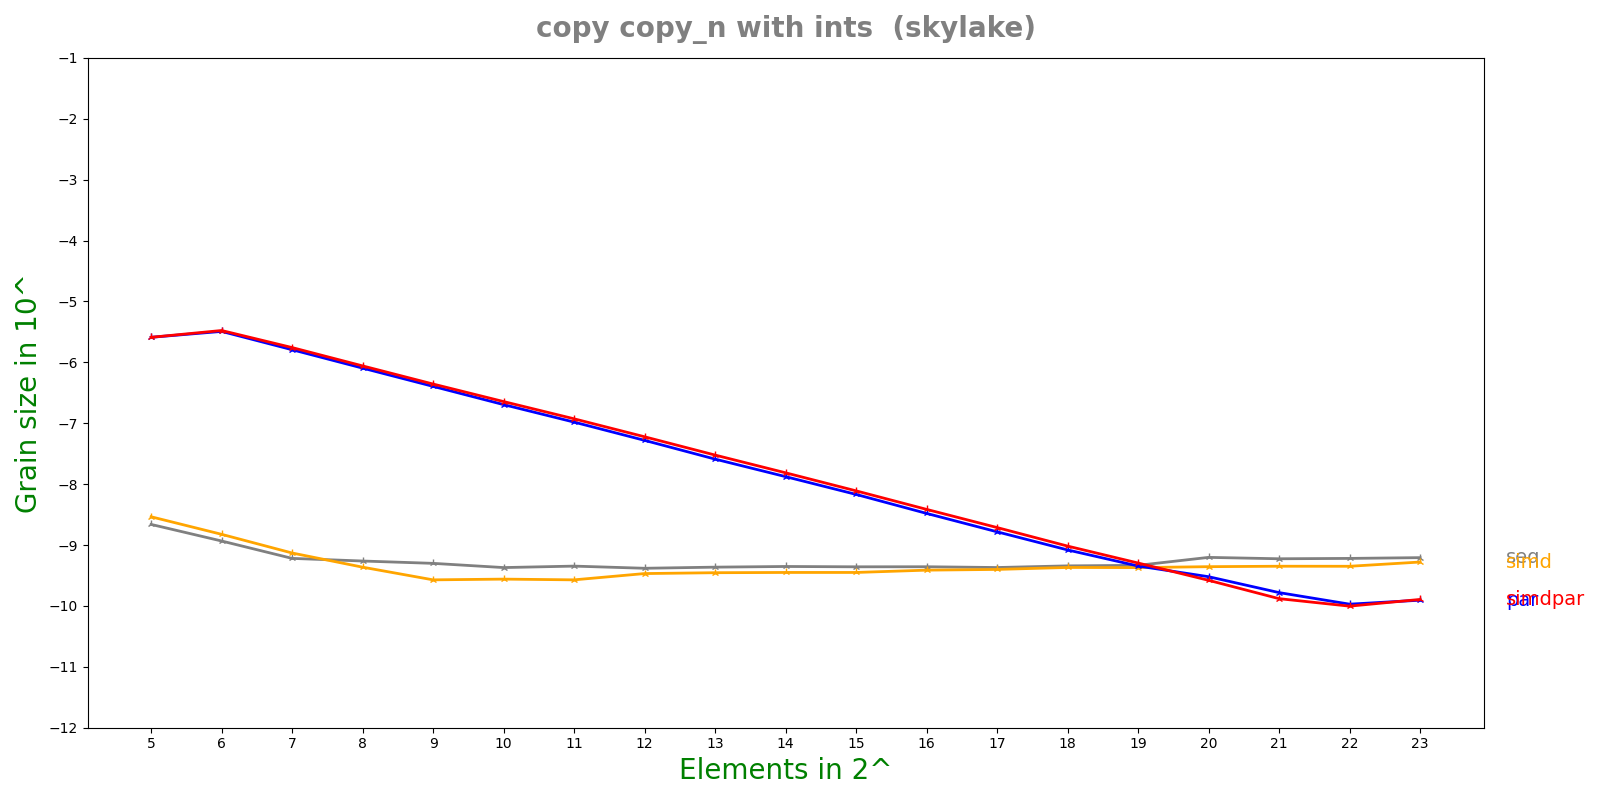 copy copy_n with ints  (skylake)
Grain size in 10^
−1
−2
−3
−4
−5
−6
−7
−8
−9
−10
−11
−12
seq
simd
simdpar
par
5 6 7 8 9 10 11 12 13 14 15 16 17 18 19 20 21 22 23
Elements in 2^